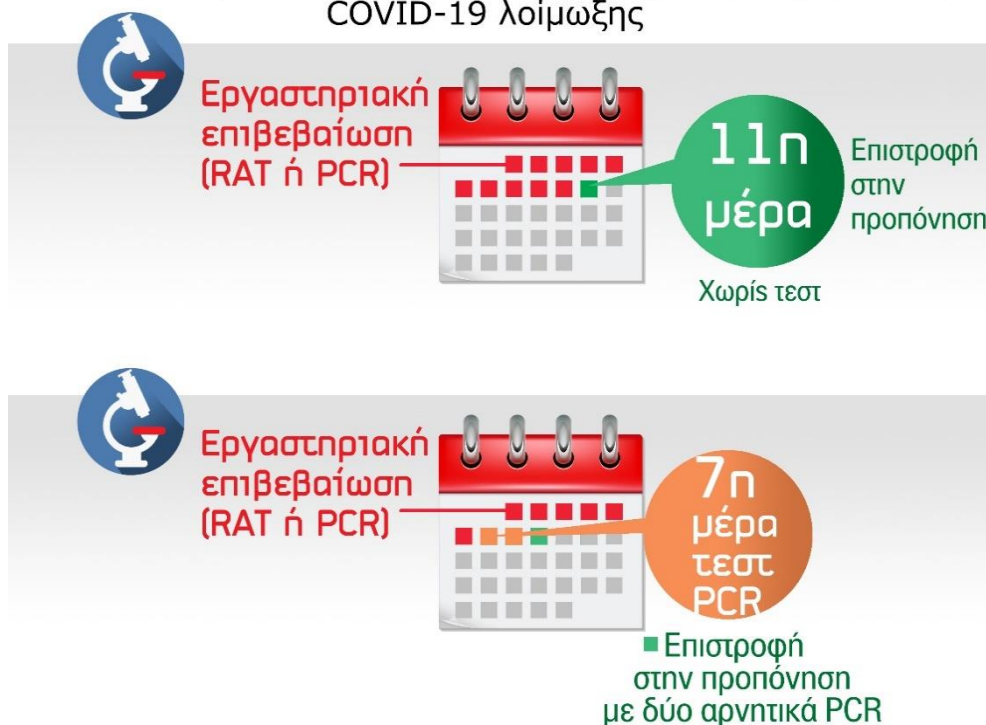 COVID-19 λοίμωξης
Εργαστηριακή
επιβεβαίωση
(RAT ή PCR)
11η
μέρα
Επιστροφή
στην
προπόνηση
Χωρίς τεστ
Εργαστηριακή
επιβεβαίωση
(RAT ή PCR)
7η
μέρα
τεστ
PCR
Επιστροφή
στην προπόνηση
με δύο αρνητικά PCR